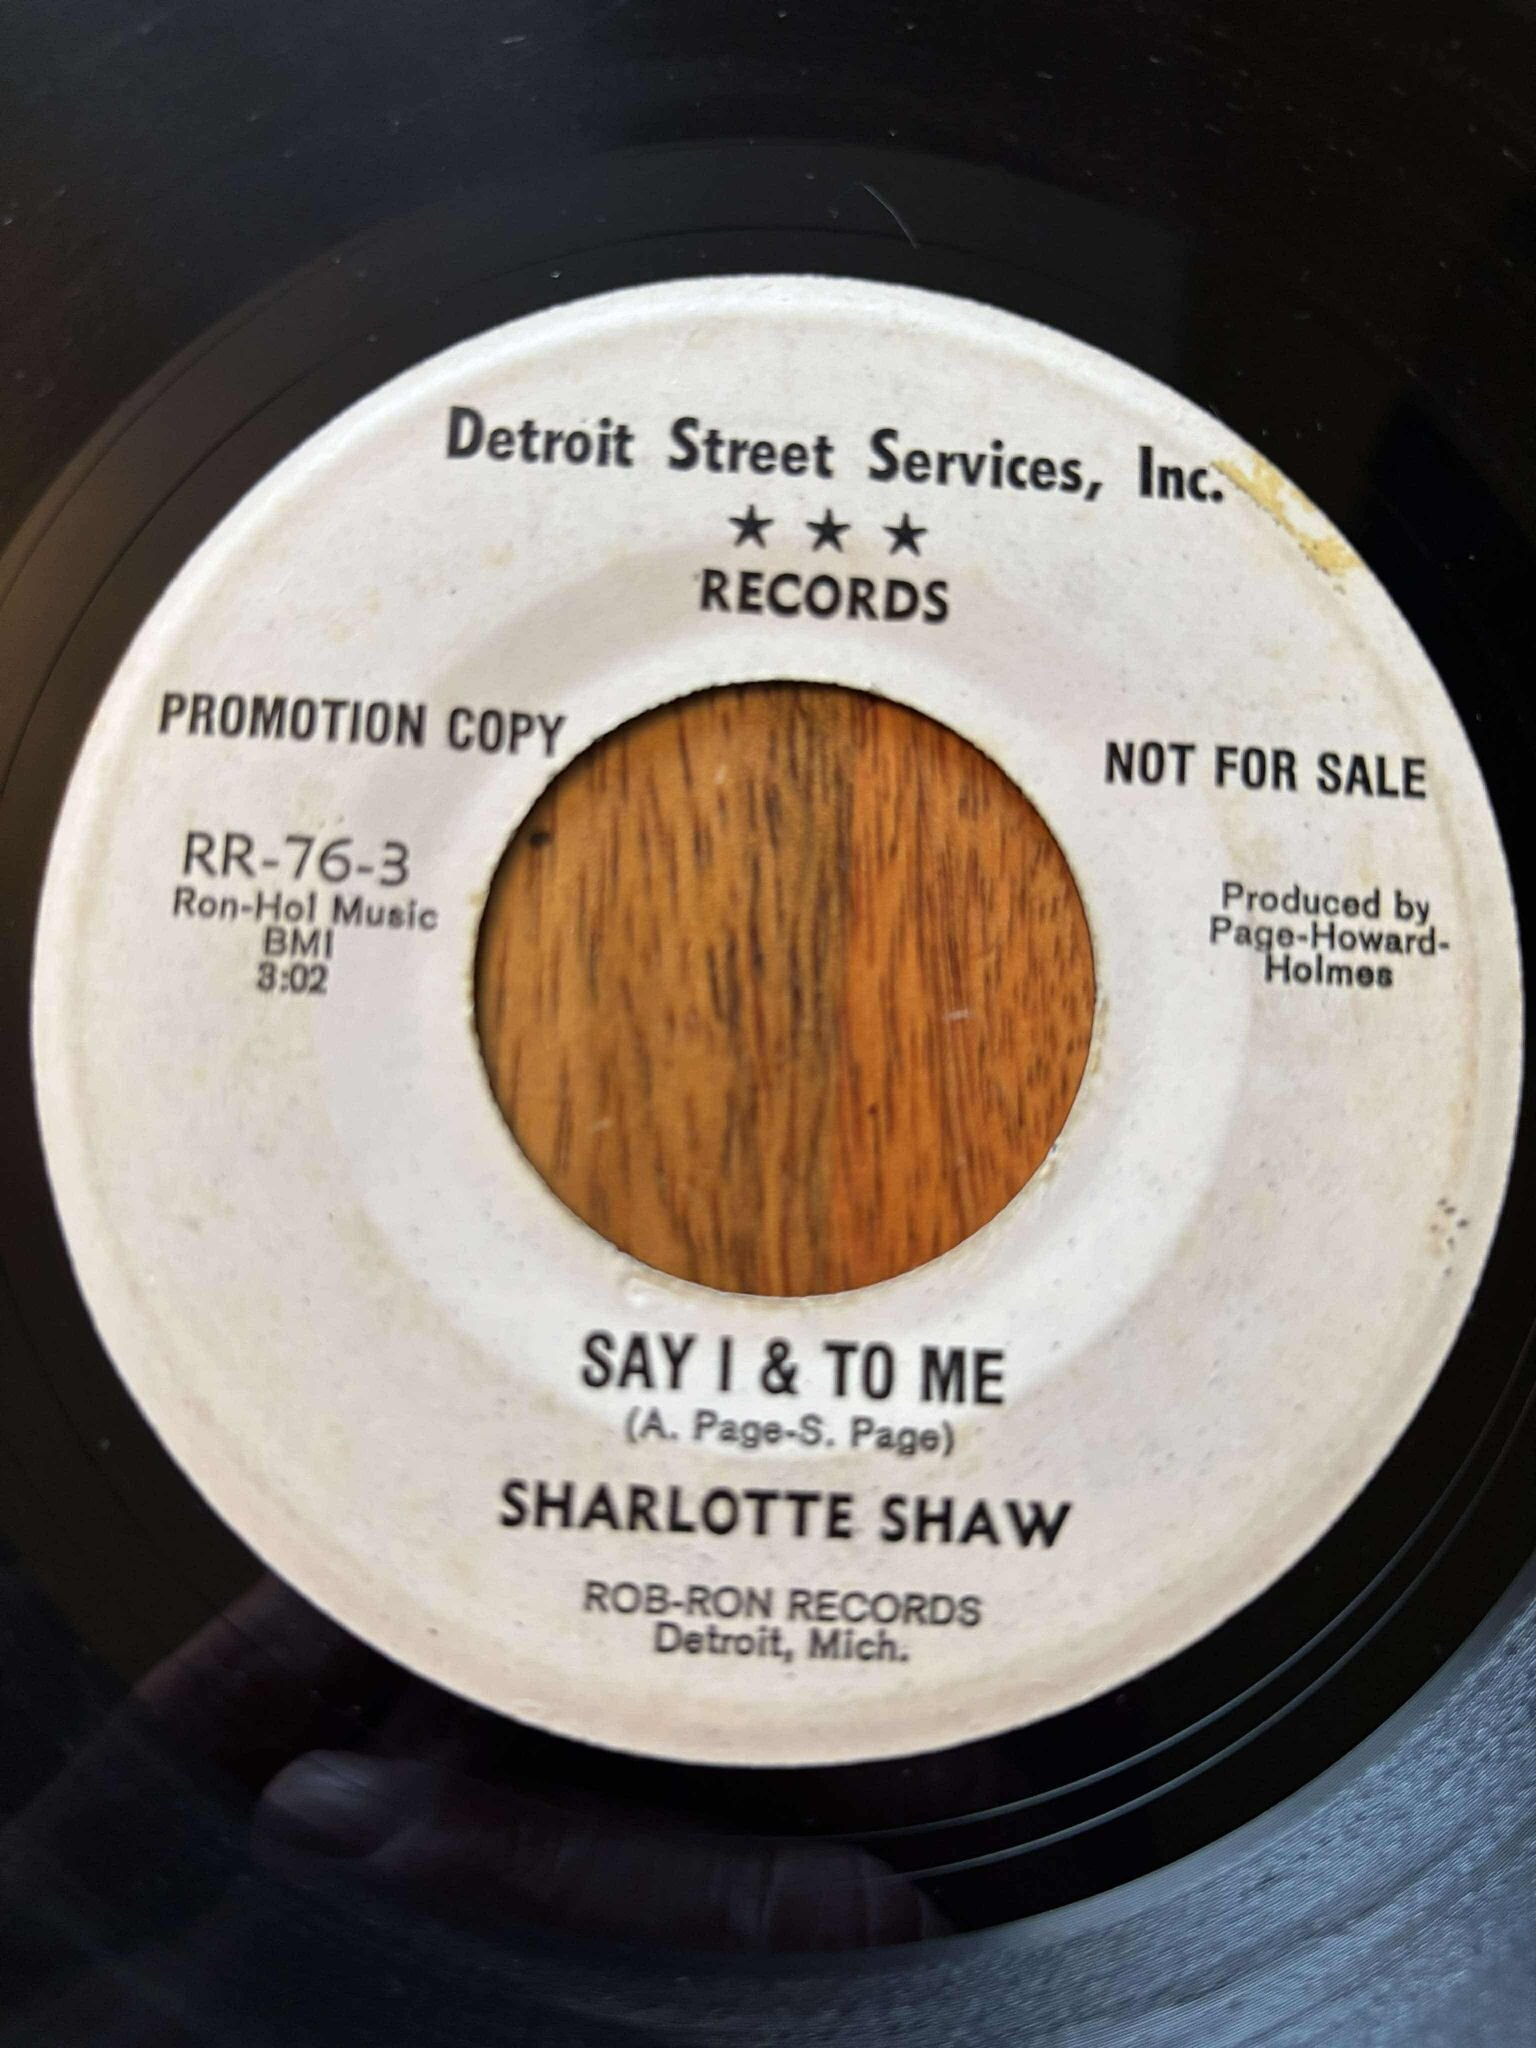 Detroit Street Services, Inc.
★ ★ ★
RECORDS
PROMOTION COPY
NOT FOR SALE
RR-76-3
Ron-Hol Music
BMI
3:02
Produced by
Page-Howard-
Holmes
SAY I & TO ME
(A. Page-S. Page)
SHARLOTTE SHAW
ROB-RON RECORDS
Detroit, Mich.